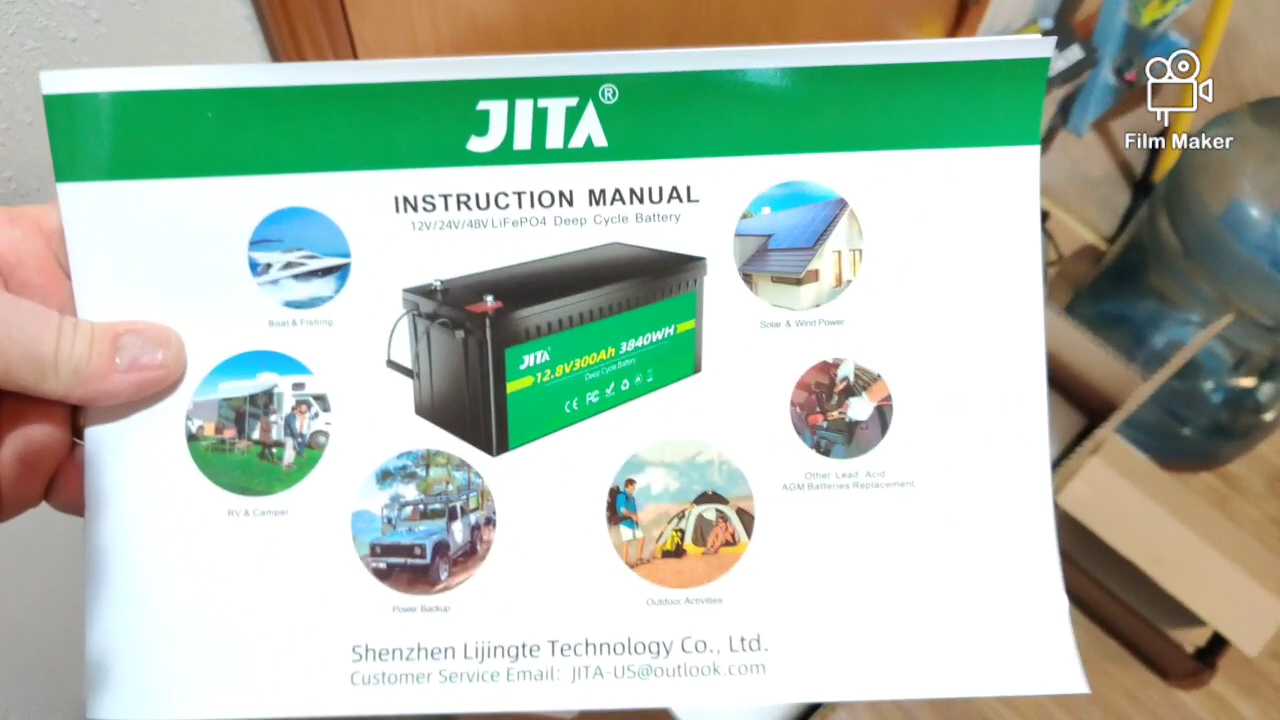 JITA®
INSTRUCTION MANUAL
12V/24V/48V LiFePO4 Deep Cycle Battery
Boat & Fishing
Solar & Wind Power
JITA
12.8V300Ah 3840WH
Deep Cycle Battery
CE FC
Other Lead Acid
AGM Batteries Replacement
RV & Camper
Power Backup
Outdoor Activities
Shenzhen Lijingte Technology Co., Ltd.
Customer Service Email: JITA-US@outlook.com
Film Maker